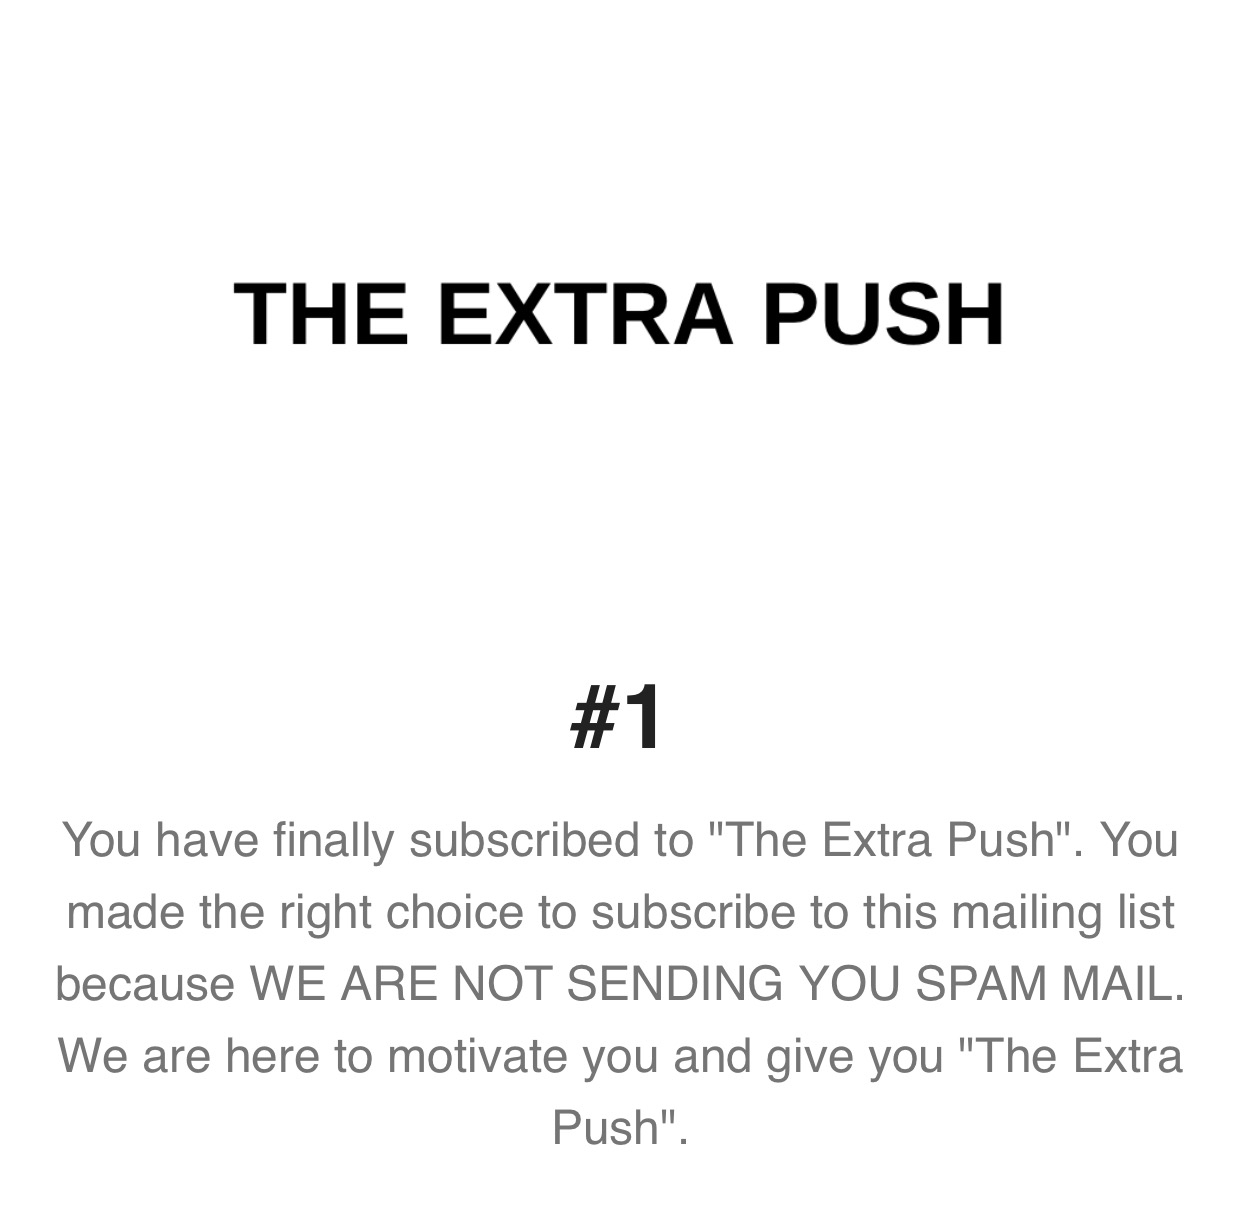 THE EXTRA PUSH
#1
You have finally subscribed to "The Extra Push". You
made the right choice to subscribe to this mailing list
because WE ARE NOT SENDING YOU SPAM MAIL.
We are here to motivate you and give you "The Extra
Push".